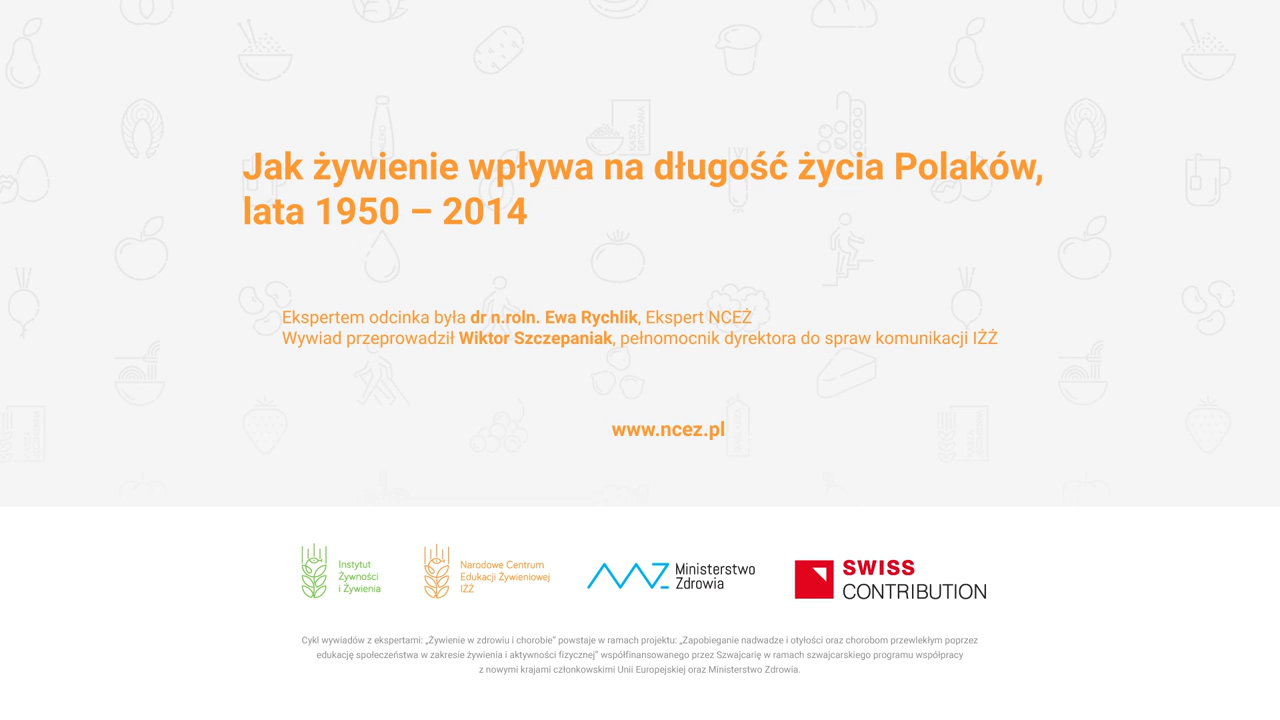 Jak żywienie wpływa na długość życia Polaków,
lata 1950 – 2014
Ekspertem odcinka była dr n.roln. Ewa Rychlik, Ekspert NCEŻ
Wywiad przeprowadził Wiktor Szczepaniak, pełnomocnik dyrektora do spraw komunikacji IŻŻ
www.ncez.pl
Instytut
Żywności
i Żywienia
Narodowe Centrum
Edukacji Żywieniowej
IŻŻ
Ministerstwo
Zdrowia
SWISS
CONTRIBUTION
Cykl wywiadów z ekspertami: „Żywienie w zdrowiu i chorobie” powstaje w ramach projektu: „Zapobieganie nadwadze i otyłości oraz chorobom przewlekłym poprzez
edukację społeczeństwa w zakresie żywienia i aktywności fizycznej” współfinansowanego przez Szwajcarię w ramach szwajcarskiego programu współpracy
z nowymi krajami członkowskimi Unii Europejskiej oraz Ministerstwo Zdrowia.